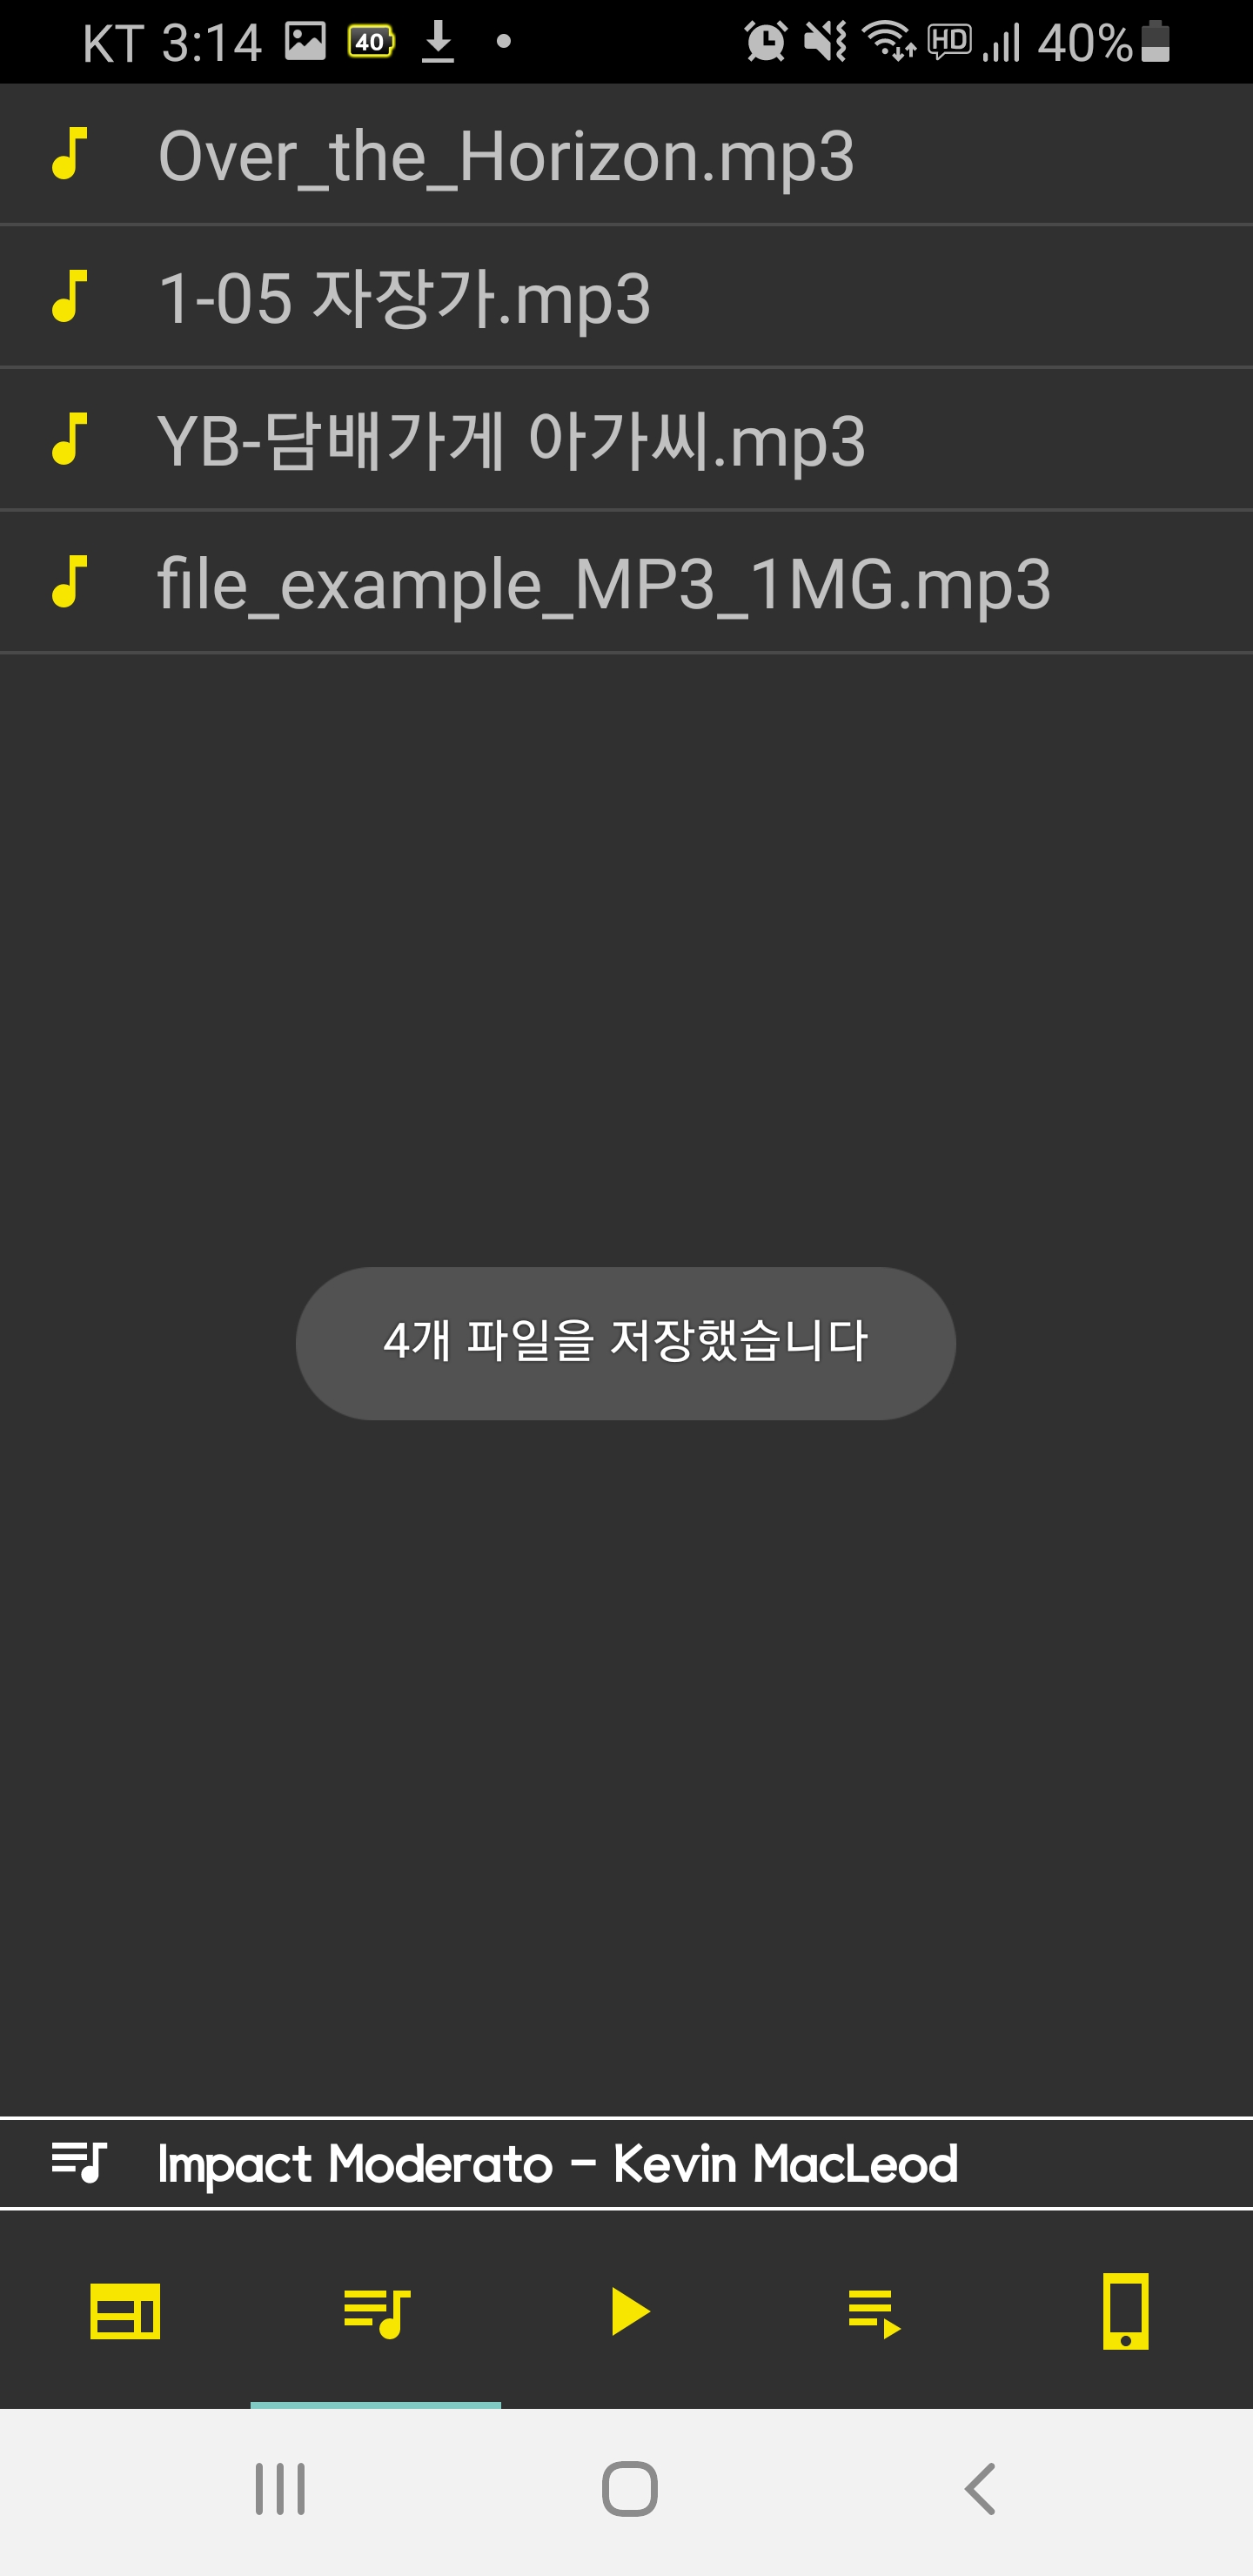 KT 3:14 40 HD 40%
Over_the_Horizon.mp3
1-05 자장가.mp3
YB-담배가게 아가씨.mp3
file_example_MP3_1MG.mp3
4개 파일을 저장했습니다
Impact Moderato - Kevin MacLeod